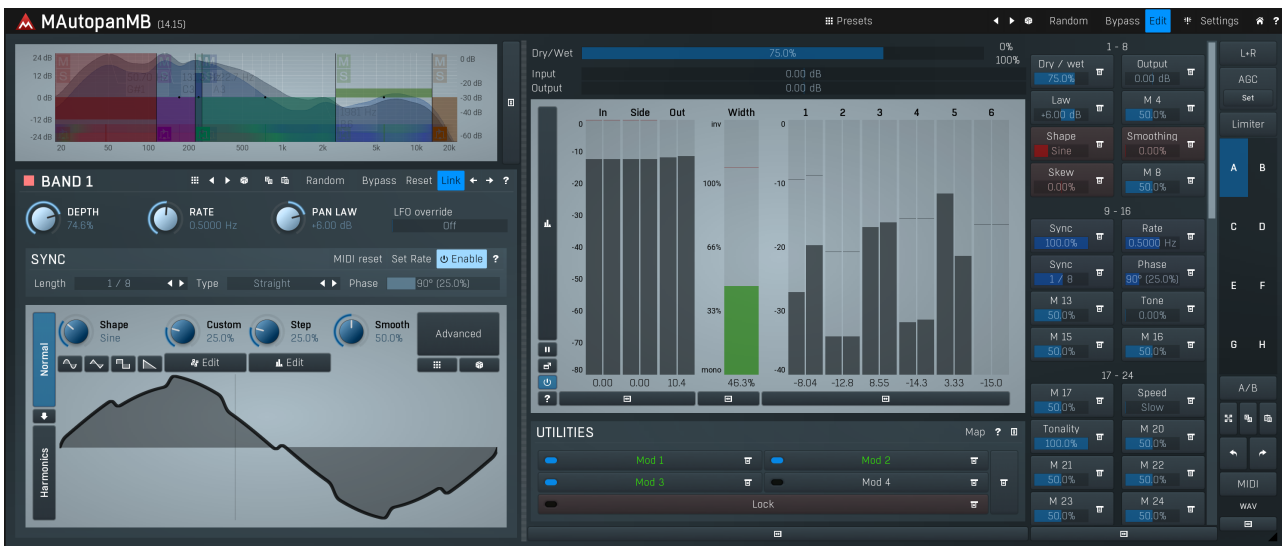 MAutopanMB (14.15)
Presets
Random Bypass Edit Settings ?
24 dB
12 dB
0 dB
-12 dB
-24 dB
M M M M
S S S S
0 dB
-20 dB
-30 dB
-40 dB
-60 dB
20 50 100 200 500 1k 2k 5k 10k 20k
BAND 1 Random Bypass Reset Link ?
DEPTH
74.6%
RATE
0.5000 Hz
PAN LAW
+6.00 dB
LFO override
Off
SYNC MIDI reset Set Rate Enable ?
Length 1 / 8 Type Straight Phase 90° (25.0%)
Normal
Harmonics
Shape
Sine
Custom
25.0%
Step
25.0%
Smooth
50.0%
Advanced
Edit Edit
Dry/Wet 75.0% 0%
100%
Input 0.00 dB
Output 0.00 dB
In Side Out Width 1 2 3 4 5 6
0
-10
-20
-30
-40
-50
-60
-70
-80
inv
100%
66%
33%
mono
0
-10
-20
-30
-40
0.00 0.00 10.4 46.3% -8.04 -12.8 8.55 -14.3 3.33 -15.0
?
UTILITIES Map ?
Mod 1 Mod 2
Mod 3 Mod 4
Lock
1 - 8
Dry / wet
75.0%
Output
0.00 dB
Law
+6.00 dB
M 4
50.0%
Shape
Sine
Smoothing
0.00%
Skew
0.00%
M 8
50.0%
9 - 16
Sync
100.0%
Rate
0.5000 Hz
Sync
1 / 8
Phase
90° (25.0%)
M 13
50.0%
Tone
0.00%
M 15
50.0%
M 16
50.0%
17 - 24
M 17
50.0%
Speed
Slow
Tonality
100.0%
M 20
50.0%
M 21
50.0%
M 22
50.0%
M 23
50.0%
M 24
50.0%
L+R
AGC
Set
Limiter
A B
C D
E F
G H
A/B
MIDI
WAV